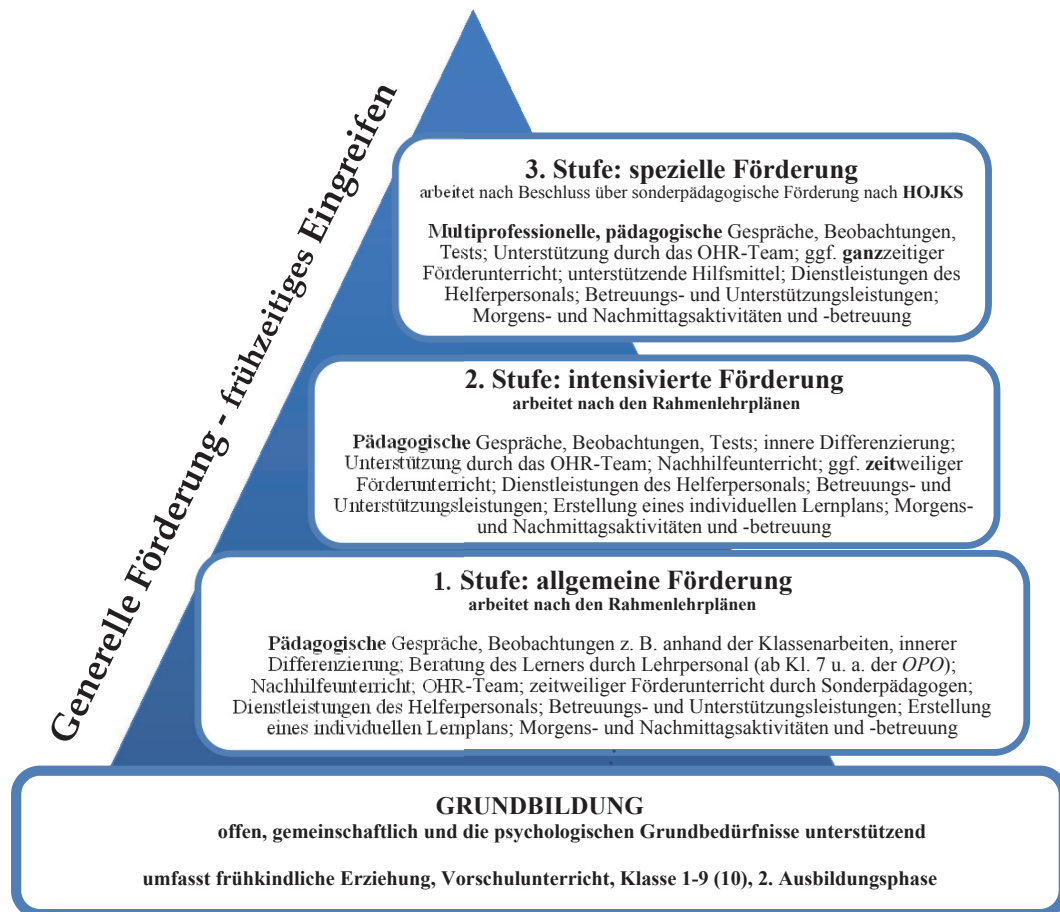 Generelle Förderung - frühzeitiges Eingreifen
3. Stufe: spezielle Förderung
arbeitet nach Beschluss über sonderpädagogische Förderung nach HOJKS
Multiprofessionelle, pädagogische Gespräche, Beobachtungen,
Tests; Unterstützung durch das OHR-Team; ggf. ganzzeitiger
Förderunterricht; unterstützende Hilfsmittel; Dienstleistungen des
Helferpersonals; Betreuungs- und Unterstützungsleistungen;
Morgens- und Nachmittagsaktivitäten und -betreuung
2. Stufe: intensivierte Förderung
arbeitet nach den Rahmenlehrplänen
Pädagogische Gespräche, Beobachtungen, Tests; innere Differenzierung;
Unterstützung durch das OHR-Team; Nachhilfeunterricht; ggf. zeitweiliger
Förderunterricht; Dienstleistungen des Helferpersonals; Betreuungs- und
Unterstützungsleistungen; Erstellung eines individuellen Lernplans; Morgens-
und Nachmittagsaktivitäten und -betreuung
1. Stufe: allgemeine Förderung
arbeitet nach den Rahmenlehrplänen
Pädagogische Gespräche, Beobachtungen z. B. anhand der Klassenarbeiten, innerer
Differenzierung; Beratung des Lerners durch Lehrpersonal (ab Kl. 7 u. a. der OPO);
Nachhilfeunterricht; OHR-Team; zeitweiliger Förderunterricht durch Sonderpädagogen;
Dienstleistungen des Helferpersonals; Betreuungs- und Unterstützungsleistungen; Erstellung
eines individuellen Lernplans; Morgens- und Nachmittagsaktivitäten und -betreuung
GRUNDBILDUNG
offen, gemeinschaftlich und die psychologischen Grundbedürfnisse unterstützend
umfasst frühkindliche Erziehung, Vorschulunterricht, Klasse 1-9 (10), 2. Ausbildungsphase